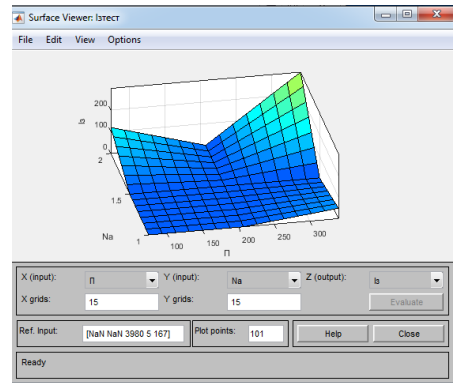 Surface Viewer: Iзтест
File Edit View Options
Is
200
100
0
2
1.5
1
Na
100 150 200 250 300
П
X (input): П Y (input): Na Z (output): Is
X grids: 15 Y grids: 15 Evaluate
Ref. Input: [NaN NaN 3980 5 167] Plot points: 101 Help Close
Ready